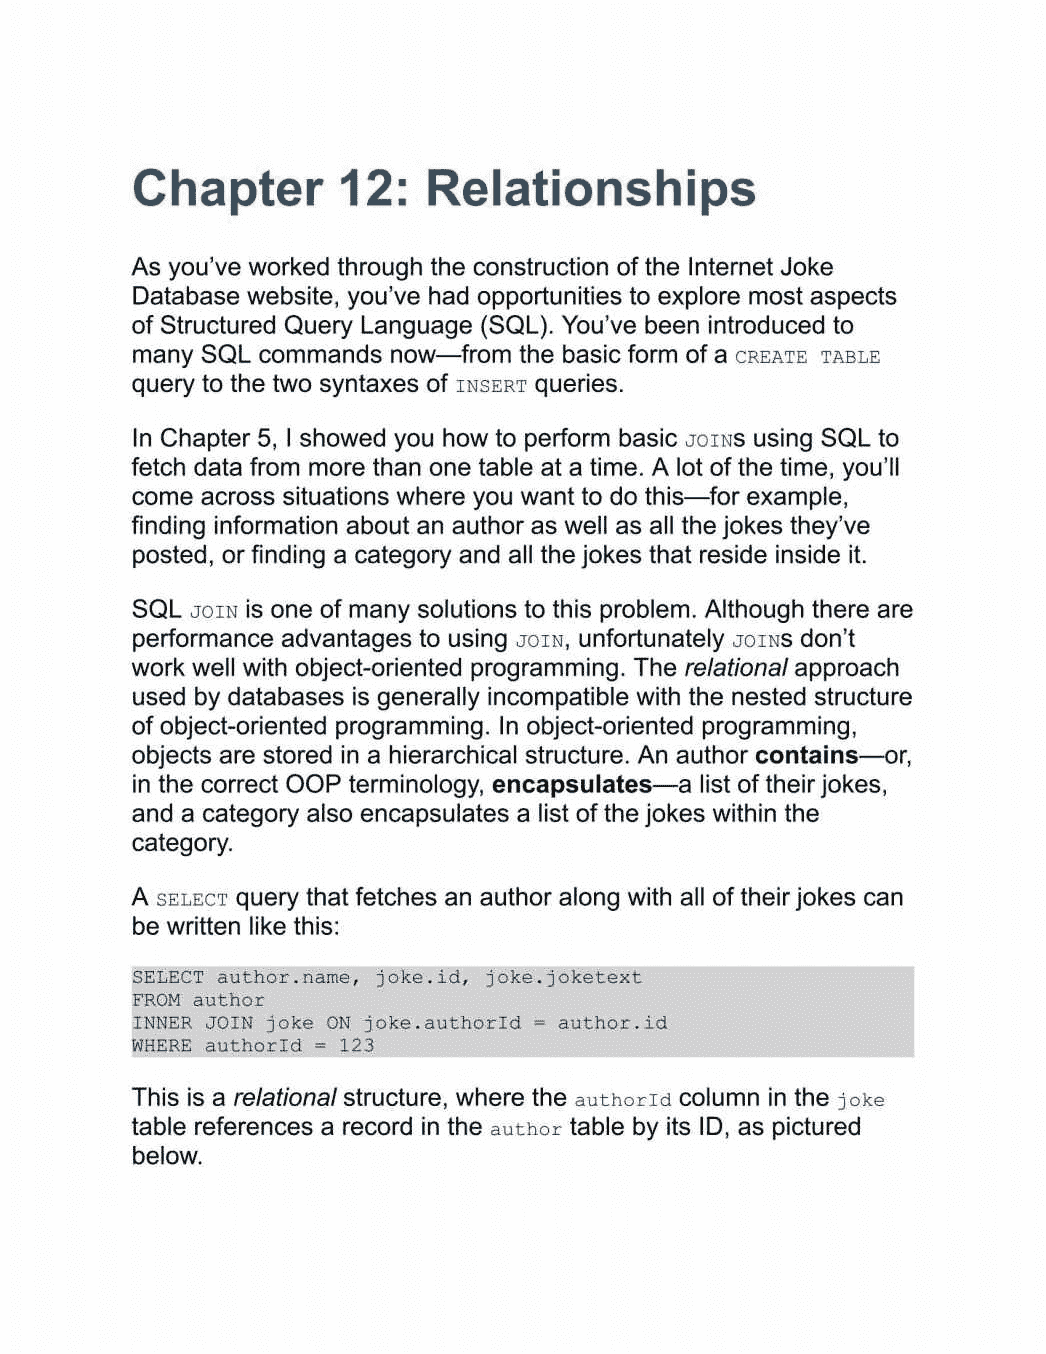 Chapter 12: Relationships
As you’ve worked through the construction of the Internet Joke
Database website, you’ve had opportunities to explore most aspects
of Structured Query Language (SQL). You’ve been introduced to
many SQL commands now—from the basic form of a CREATE TABLE
query to the two syntaxes of INSERT queries.
In Chapter 5, I showed you how to perform basic JOINs using SQL to
fetch data from more than one table at a time. A lot of the time, you’ll
come across situations where you want to do this—for example,
finding information about an author as well as all the jokes they’ve
posted, or finding a category and all the jokes that reside inside it.
SQL JOIN is one of many solutions to this problem. Although there are
performance advantages to using JOIN, unfortunately JOINs don’t
work well with object-oriented programming. The relational approach
used by databases is generally incompatible with the nested structure
of object-oriented programming. In object-oriented programming,
objects are stored in a hierarchical structure. An author contains—or,
in the correct OOP terminology, encapsulates—a list of their jokes,
and a category also encapsulates a list of the jokes within the
category.
A SELECT query that fetches an author along with all of their jokes can
be written like this:
SELECT author.name, joke.id, joke.joketext
FROM author
INNER JOIN joke ON joke.authorId = author.id
WHERE authorId = 123
This is a relational structure, where the authorId column in the joke
table references a record in the author table by its ID, as pictured
below.